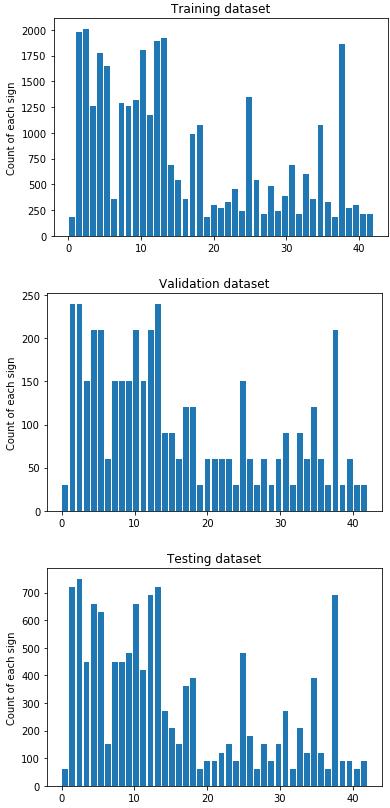 Training dataset
Count of each sign
2000
1750
1500
1250
1000
750
500
250
0
0 10 20 30 40
Validation dataset
Count of each sign
250
200
150
100
50
0
0 10 20 30 40
Testing dataset
Count of each sign
700
600
500
400
300
200
100
0
0 10 20 30 40